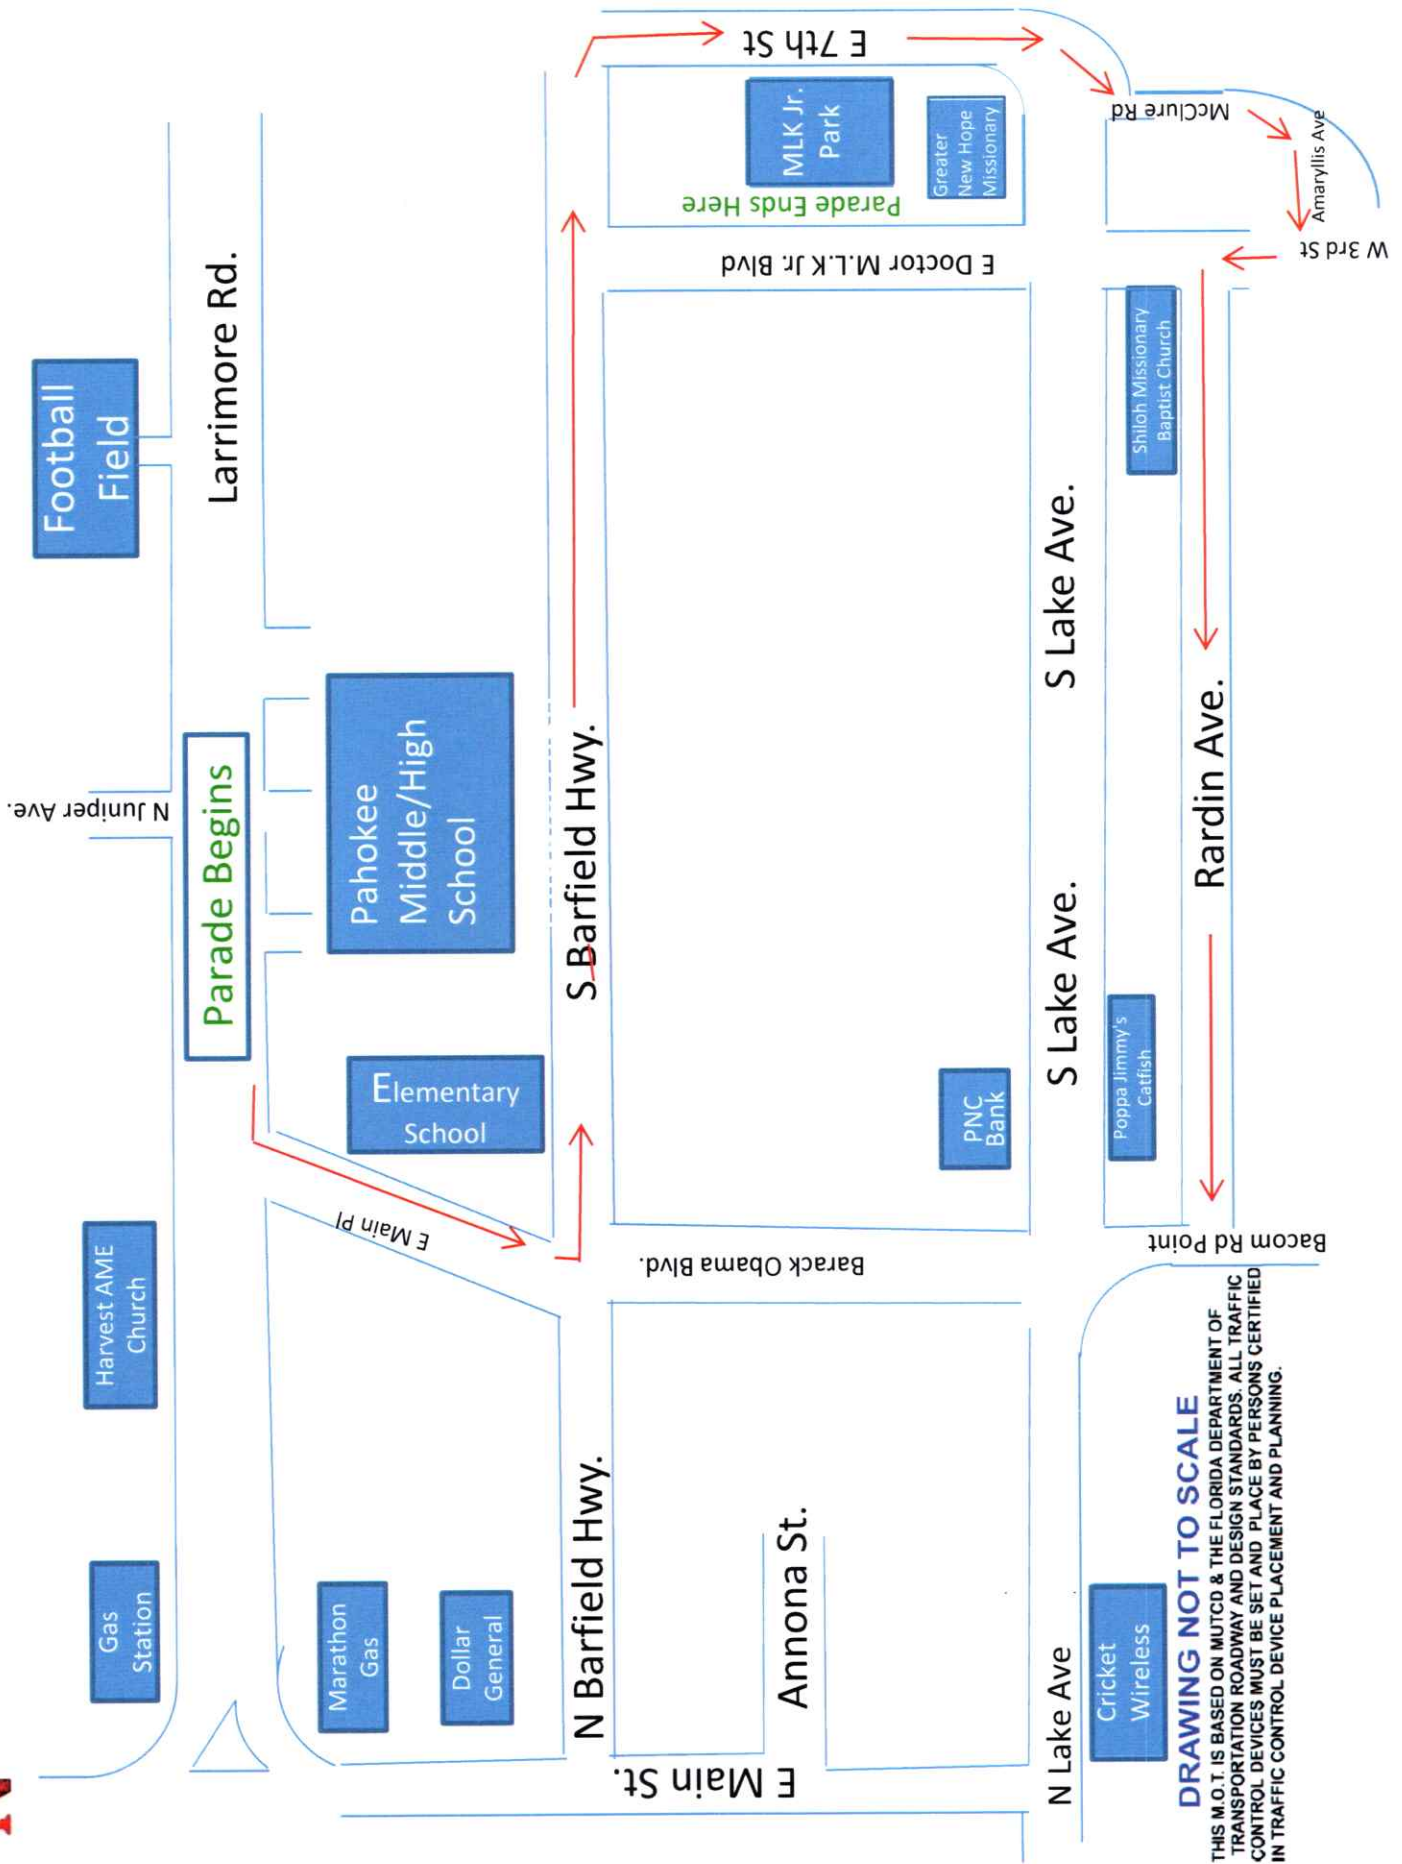 Football
Field
Larrimore Rd.
N Juniper Ave.
Parade Begins
Harvest AME
Church
Gas
Station
Pahokee
Middle/High
School
Elementary
School
E Main Pl
Marathon
Gas
Dollar
General
S Barfield Hwy.
N Barfield Hwy.
E 7th St
MLK Jr.
Park
Parade Ends Here
Greater
New Hope
Missionary
E Doctor M.L.K Jr. Blvd
Barack Obama Blvd.
Annona St.
E Main St.
PNC
Bank
S Lake Ave.
S Lake Ave.
N Lake Ave
McClure Rd
Amaryllis Ave
W 3rd St
Shiloh Missionary
Baptist Church
Poppa Jimmy's
Catfish
Rardin Ave.
Bacom Rd Point
Cricket
Wireless
DRAWING NOT TO SCALE
THIS M.O.T. IS BASED ON MUTCD & THE FLORIDA DEPARTMENT OF
TRANSPORTATION ROADWAY AND DESIGN STANDARDS. ALL TRAFFIC
CONTROL DEVICES MUST BE SET AND PLACE BY PERSONS CERTIFIED
IN TRAFFIC CONTROL DEVICE PLACEMENT AND PLANNING.